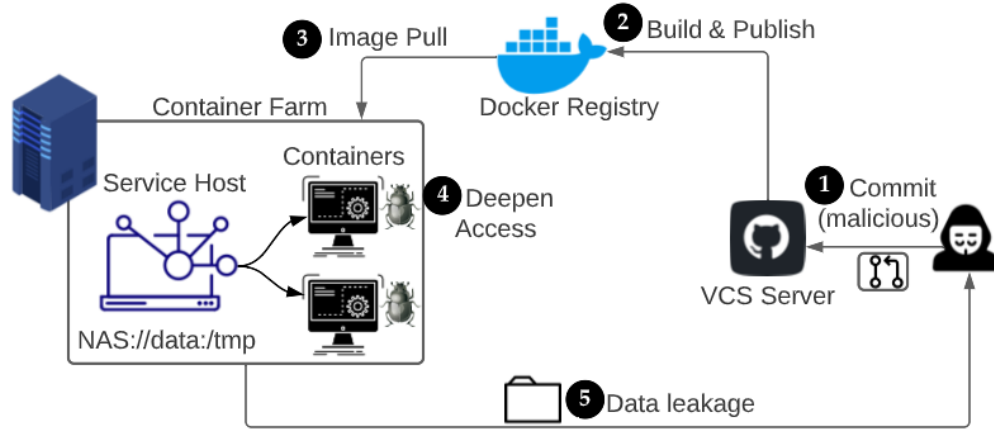 3 Image Pull
2 Build & Publish
Docker Registry
Container Farm
Containers
Service Host
4 Deepen
Access
1 Commit
(malicious)
VCS Server
NAS://data:/tmp
5 Data leakage